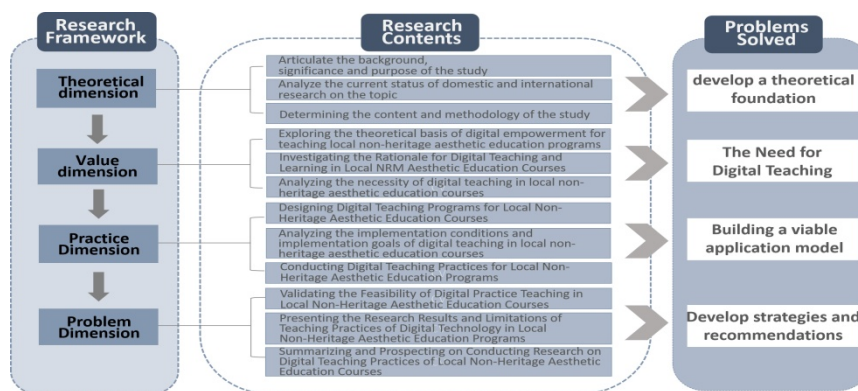 Research
Framework
Research
Contents
Problems
Solved
Theoretical
dimension
Articulate the background,
significance and purpose of the study
Analyze the current status of domestic and international
research on the topic
Determining the content and methodology of the study
develop a theoretical
foundation
Value
dimension
Exploring the theoretical basis of digital empowerment for
teaching local non-heritage aesthetic education programs
Investigating the Rationale for Digital Teaching and
Learning in Local NRM Aesthetic Education Courses
Analyzing the necessity of digital teaching in local non-
heritage aesthetic education courses
The Need for
Digital Teaching
Practice
Dimension
Designing Digital Teaching Programs for Local Non-
Heritage Aesthetic Education Courses
Analyzing the implementation conditions and
implementation goals of digital teaching in local non-
heritage aesthetic education courses
Conducting Digital Teaching Practices for Local Non-
Heritage Aesthetic Education Programs
Building a viable
application model
Problem
Dimension
Validating the Feasibility of Digital Practice Teaching in
Local Non-Heritage Aesthetic Education Courses
Presenting the Research Results and Limitations of
Teaching Practices of Digital Technology in Local
Non-Heritage Aesthetic Education Programs
Summarizing and Prospecting on Conducting Research on
Digital Teaching Practices of Local Non-Heritage Aesthetic
Education Courses
Develop strategies and
recommendations